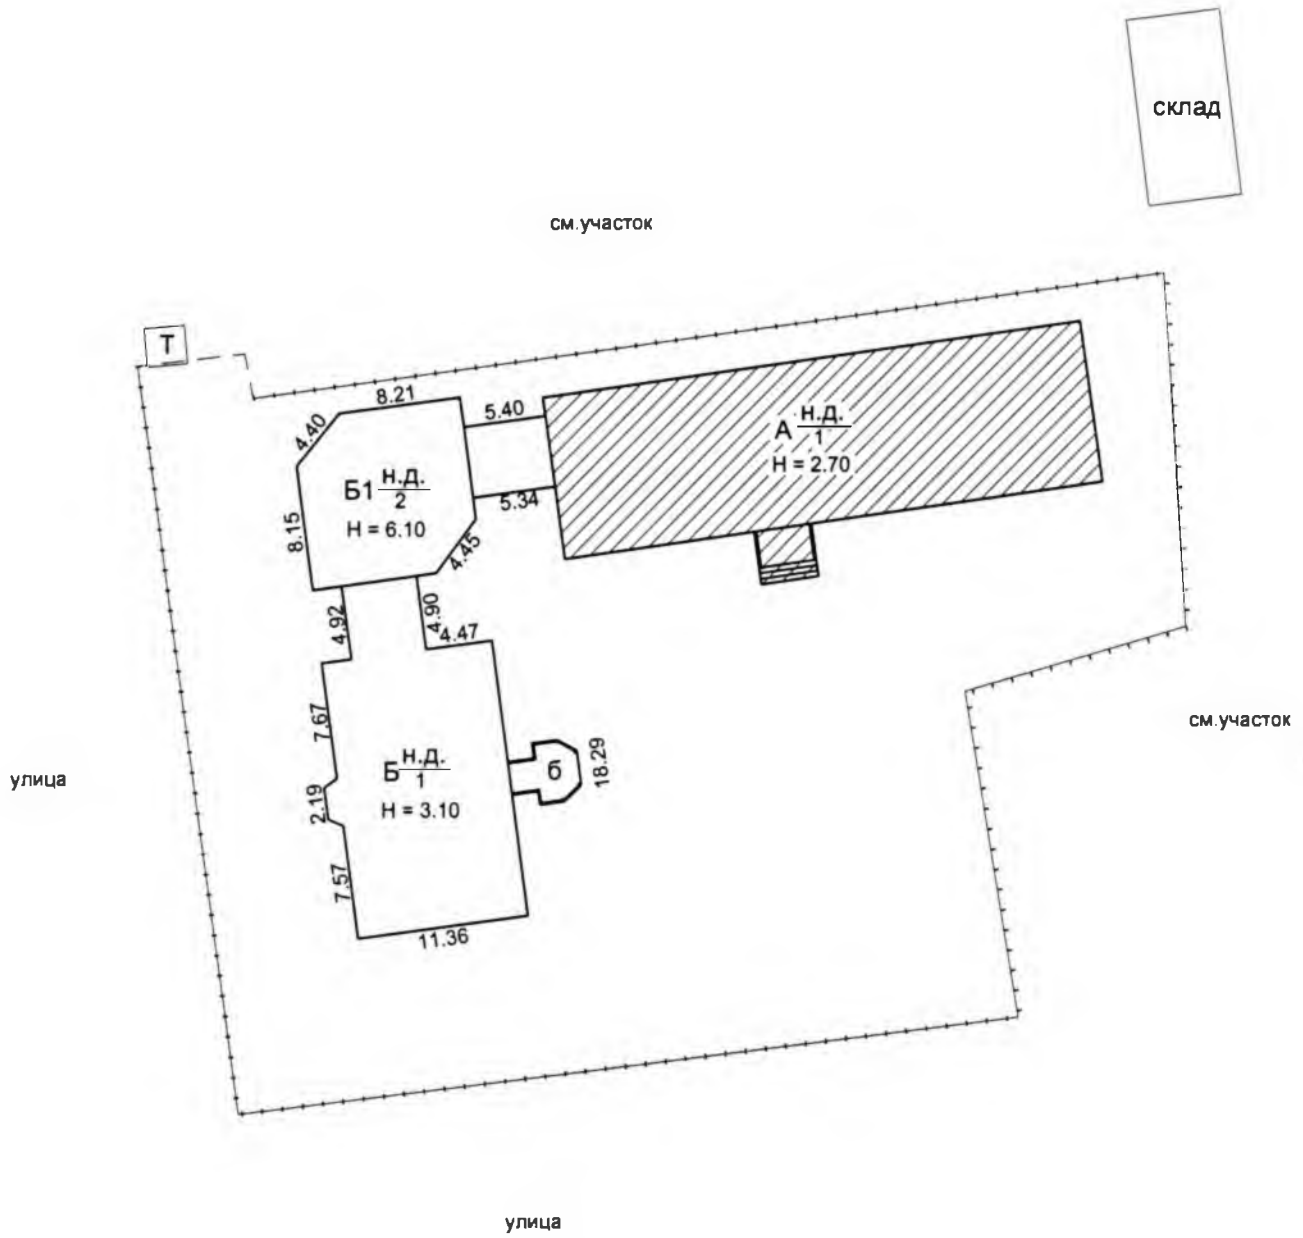 склад
см.участок
Т
8.21
5.40
4.40
А н.д.
1
H = 2.70
Б1 н.д.
2
H = 6.10
8.15
5.34
4.45
4.92
4.90
4.47
7.67
см.участок
улица
Б н.д.
1
H = 3.10
б
18.29
2.19
7.57
11.36
улица